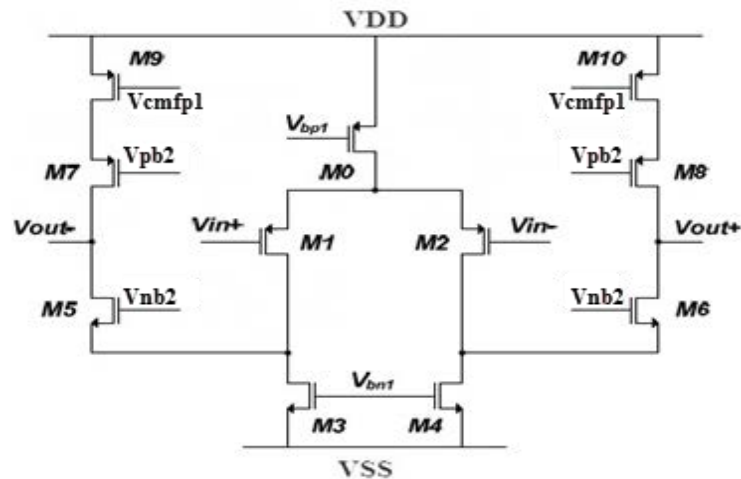 VDD
M9 M10
Vcmfp1 Vcmfp1
Vbp1
Vpb2 Vpb2
M7 M0 M8
Vout- Vin+ M1 M2 Vin- Vout+
Vnb2 Vnb2
M5 M6
Vbn1
M3 M4
VSS